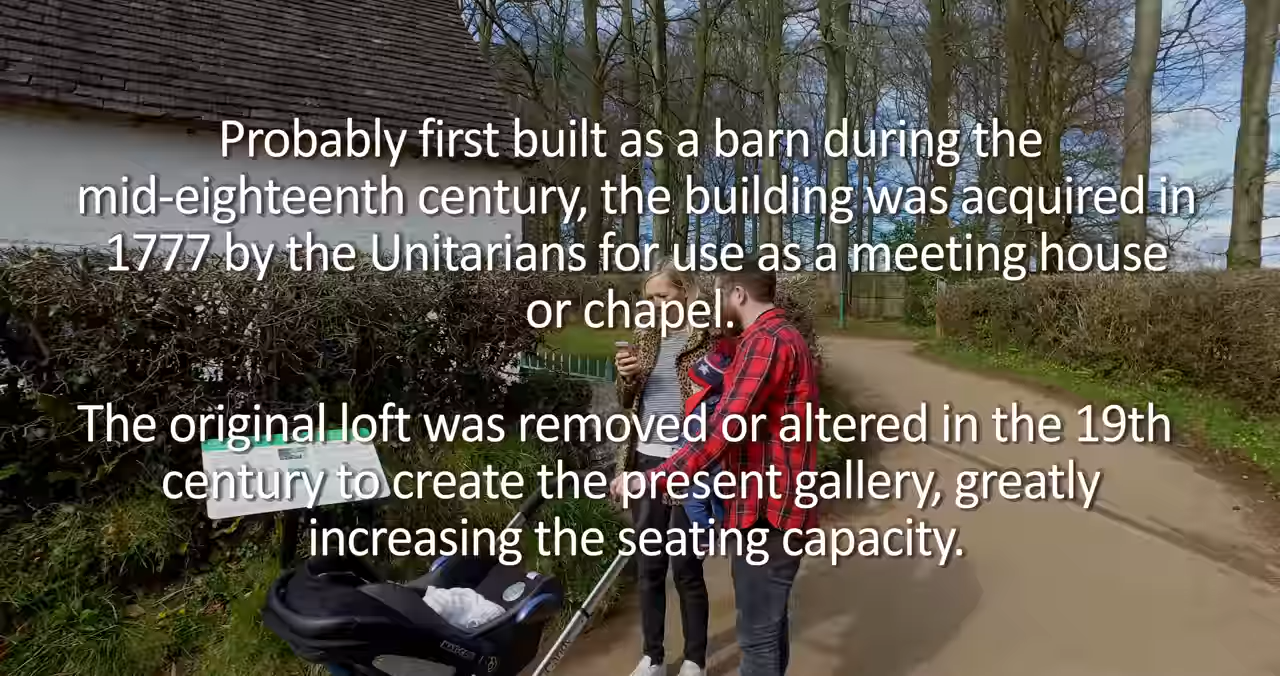 Probably first built as a barn during the
mid-eighteenth century, the building was acquired in
1777 by the Unitarians for use as a meeting house
or chapel.
The original loft was removed or altered in the 19th
century to create the present gallery, greatly
increasing the seating capacity.